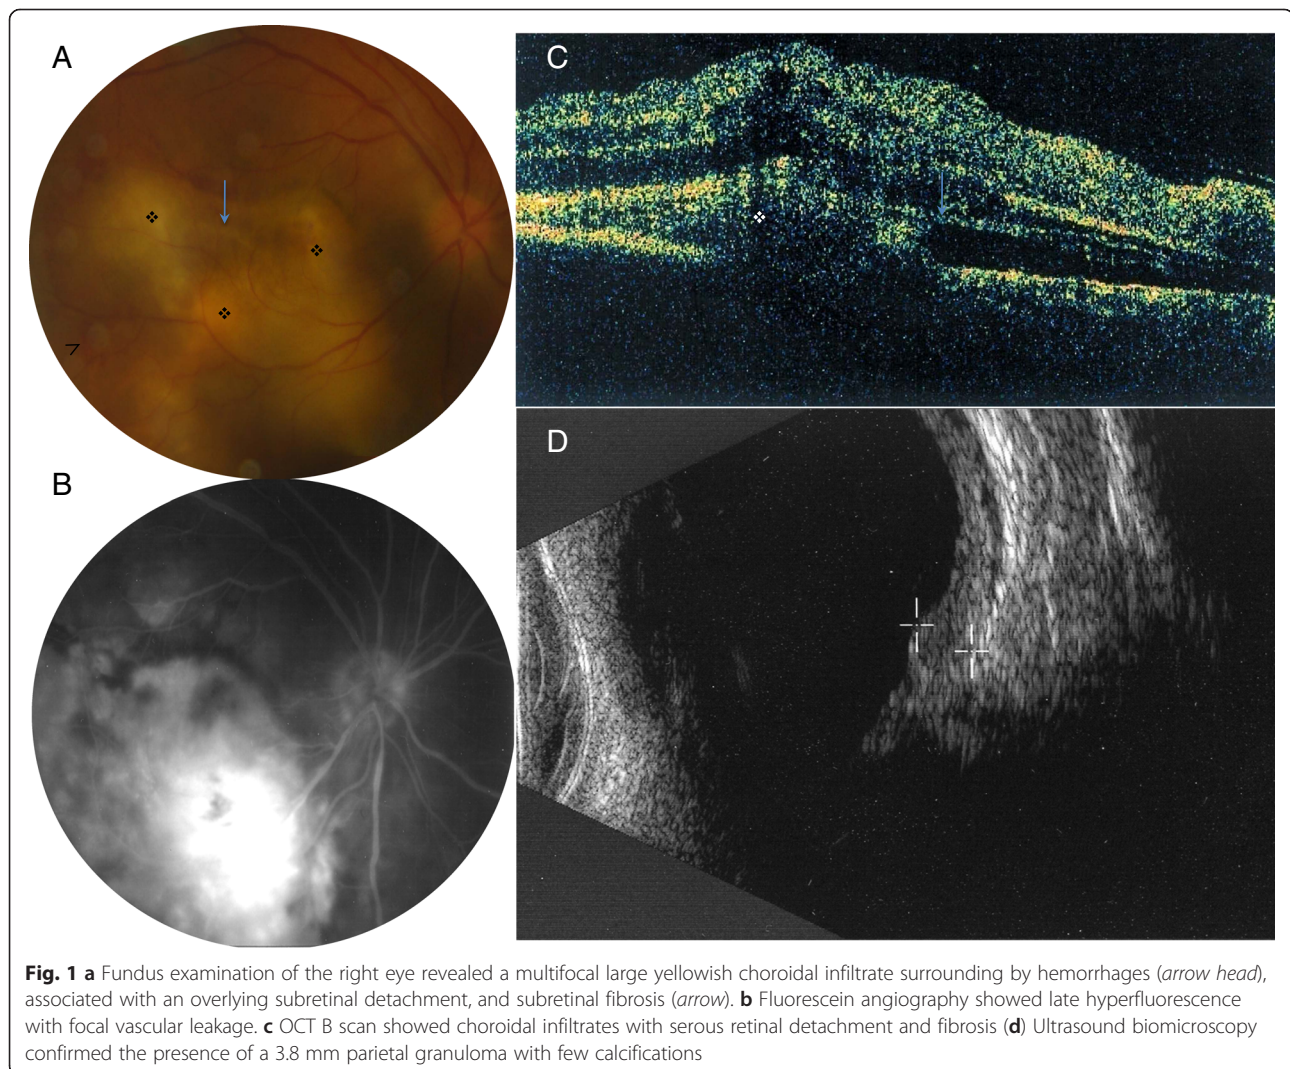 A
C
B
D
Fig. 1 a Fundus examination of the right eye revealed a multifocal large yellowish choroidal infiltrate surrounding by hemorrhages (arrow head),
associated with an overlying subretinal detachment, and subretinal fibrosis (arrow). b Fluorescein angiography showed late hyperfluorescence
with focal vascular leakage. c OCT B scan showed choroidal infiltrates with serous retinal detachment and fibrosis (d) Ultrasound biomicroscopy
confirmed the presence of a 3.8 mm parietal granuloma with few calcifications